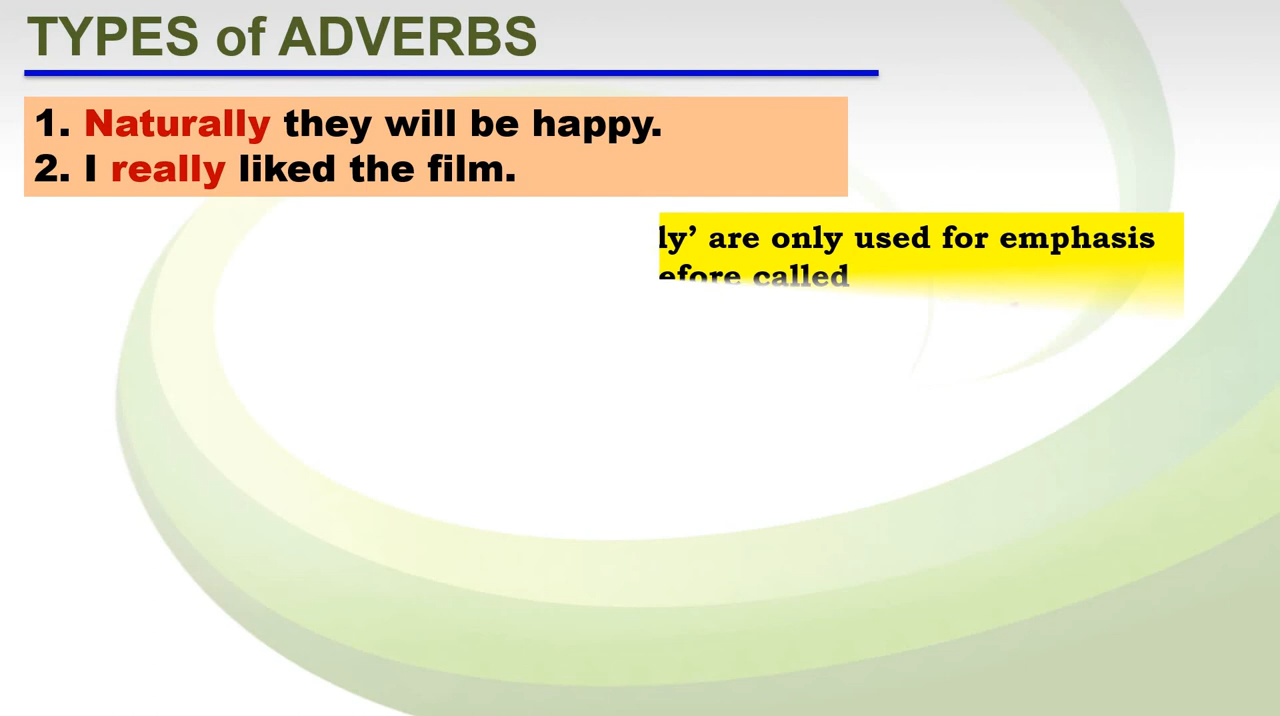 TYPES of ADVERBS
1. Naturally they will be happy.
2. I really liked the film.
ly’ are only used for emphasis
efore called